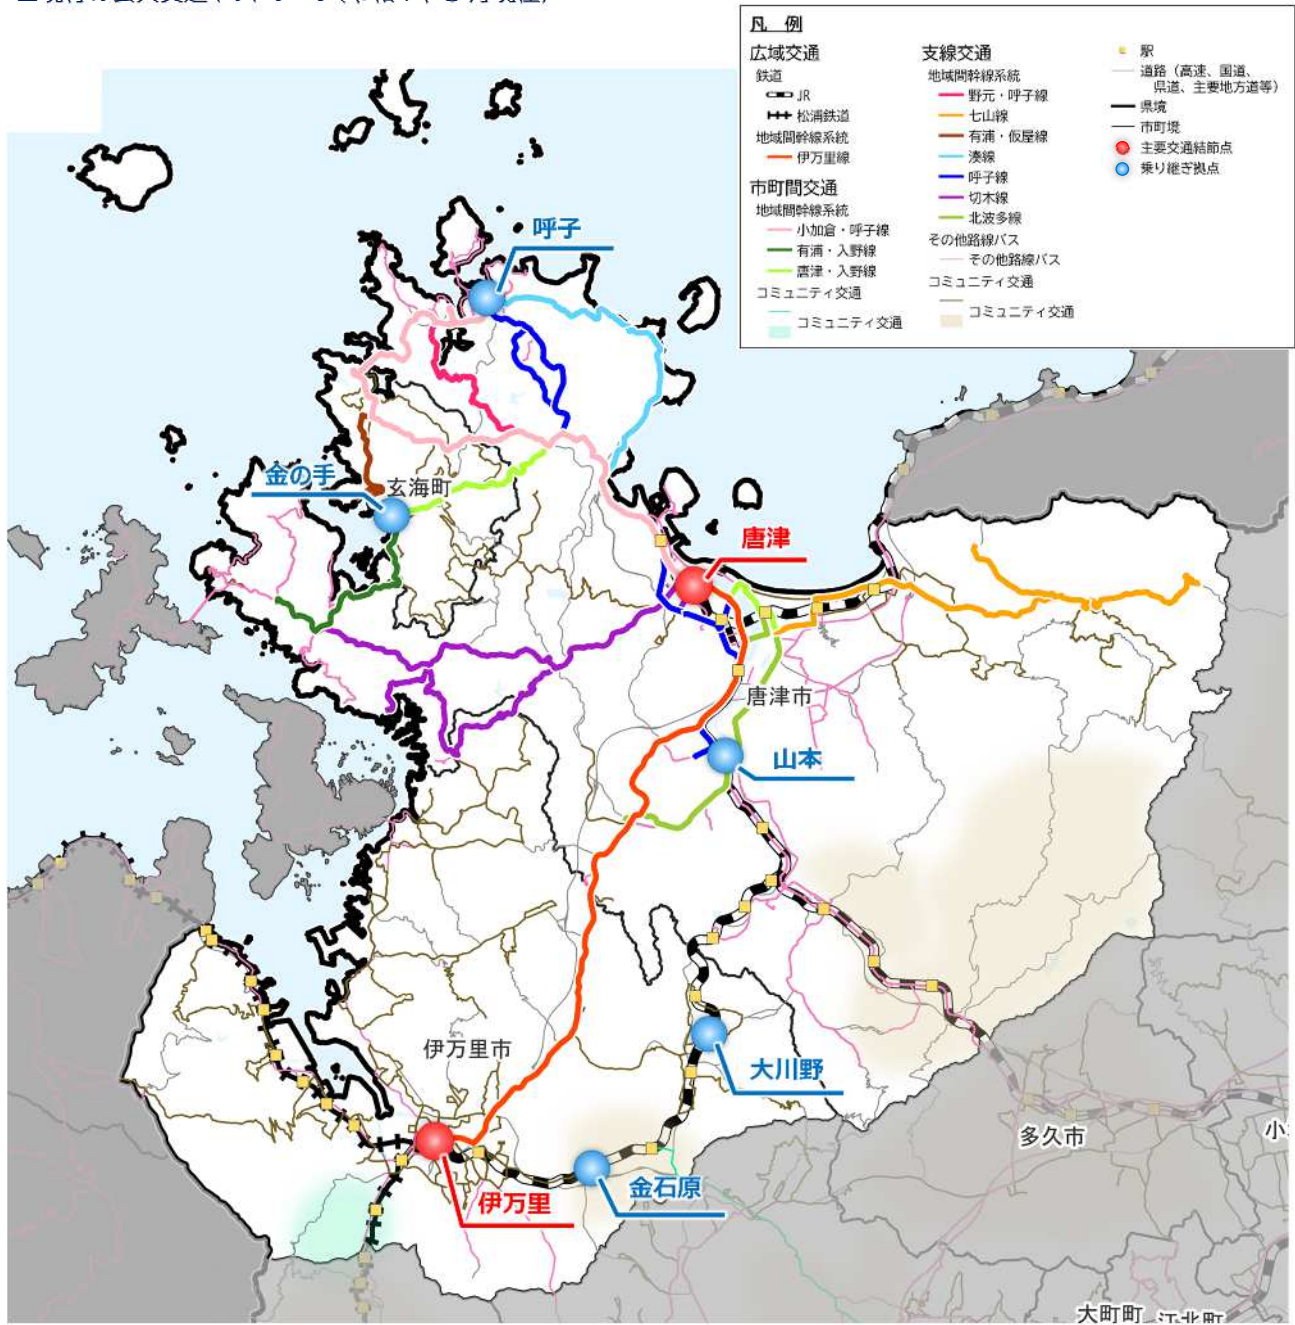 凡 例
広域交通
鉄道
JR
松浦鉄道
地域間幹線系統
伊万里線
市町間交通
地域間幹線系統
小加倉・呼子線
有浦・入野線
唐津・入野線
コミュニティ交通
コミュニティ交通
支線交通
地域間幹線系統
野元・呼子線
七山線
有浦・仮屋線
湊線
呼子線
切木線
北波多線
その他路線バス
その他路線バス
コミュニティ交通
コミュニティ交通
駅
道路（高速、国道、
県道、主要地方道等）
県境
市町境
主要交通結節点
乗り継ぎ拠点
呼子
金の手
玄海町
唐津
唐津市
山本
伊万里市
大川野
多久市
金石原
伊万里
大町町
江北町